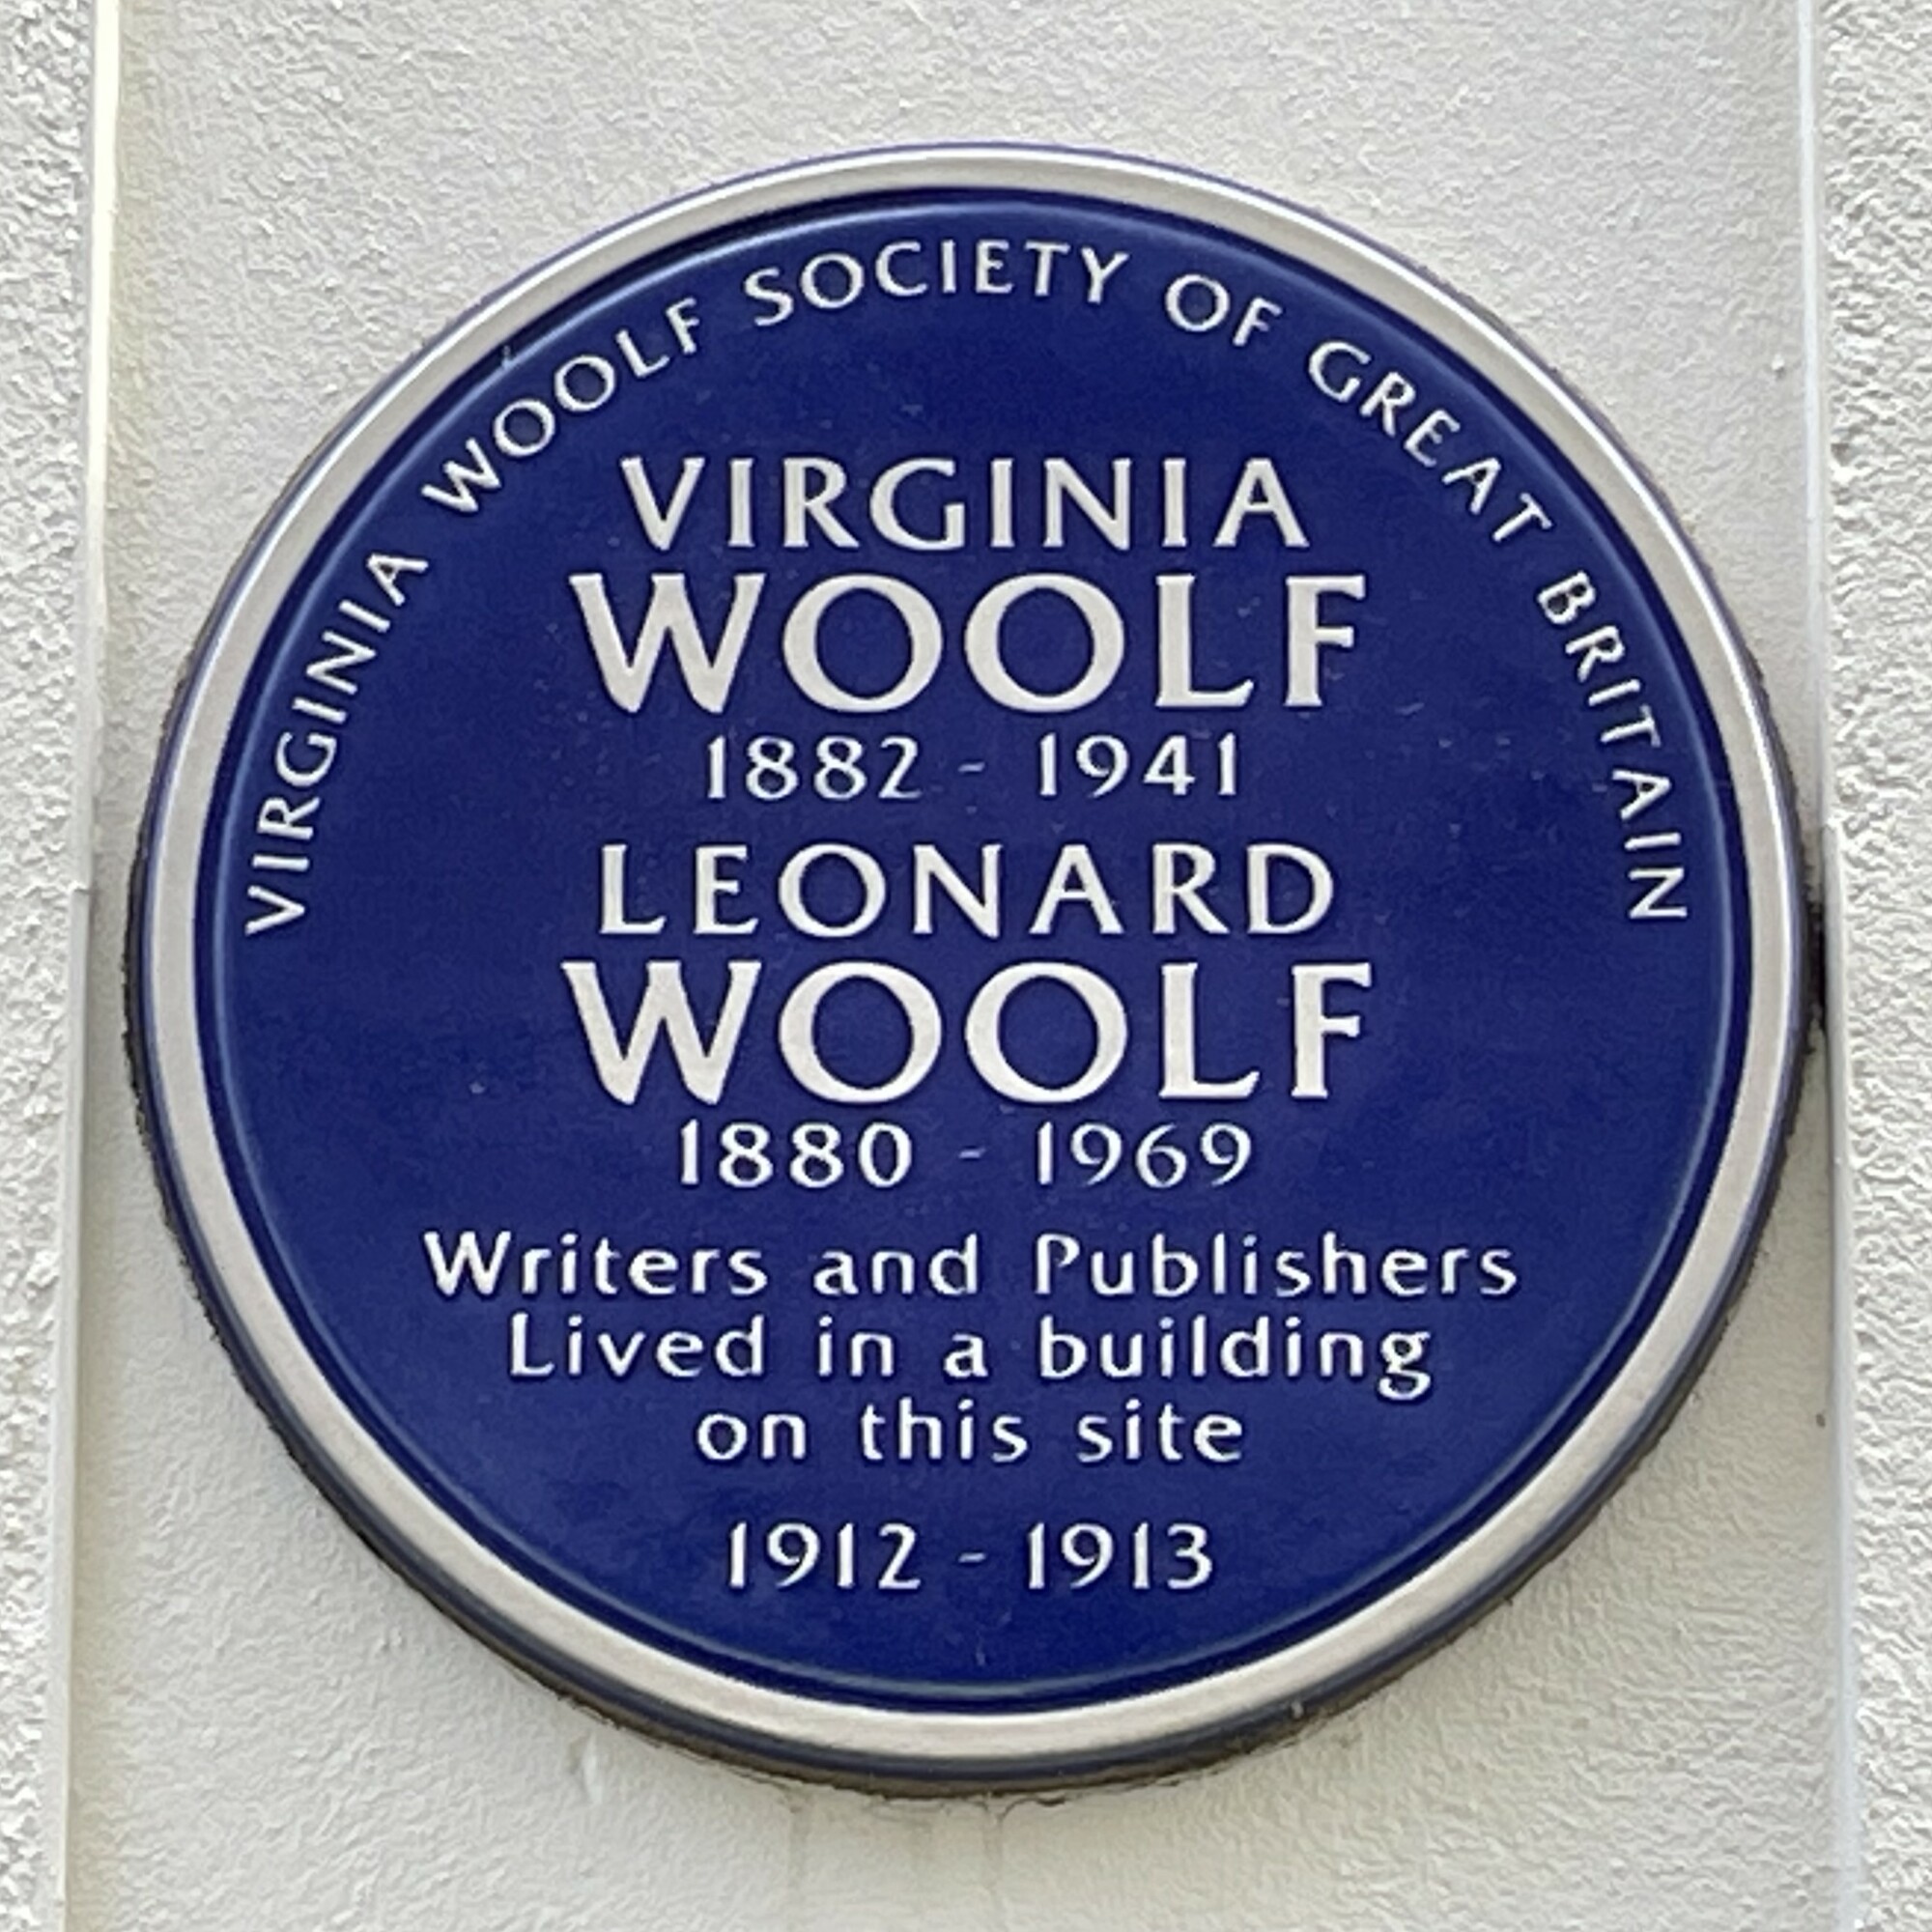 VIRGINIA WOOLF SOCIETY OF GREAT BRITAIN
VIRGINIA
WOOLF
1882 - 1941
LEONARD
WOOLF
1880 - 1969
Writers and Publishers
Lived in a building
on this site
1912 - 1913